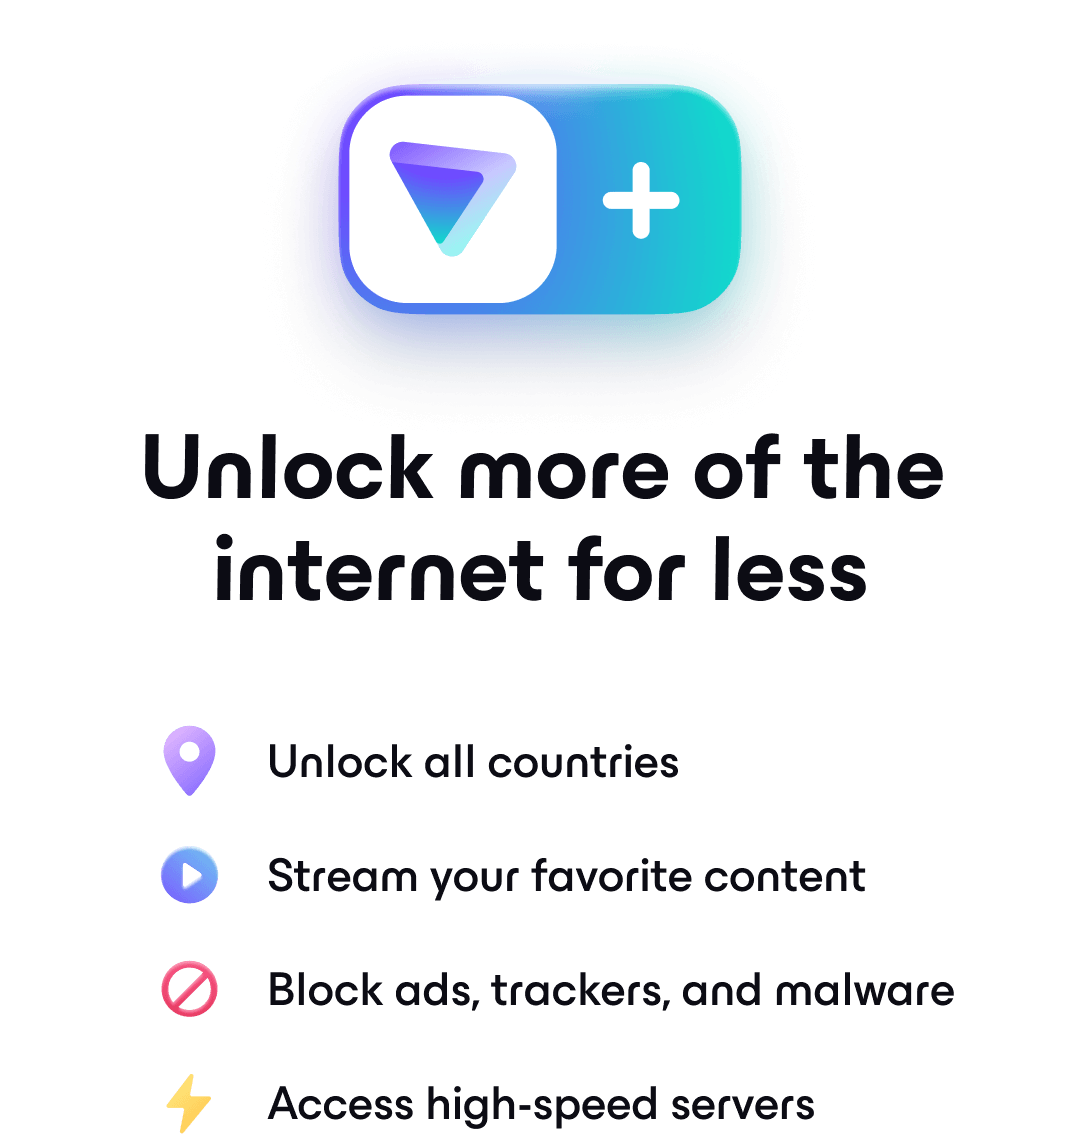 Unlock more of the
internet for less
Unlock all countries
Stream your favorite content
Block ads, trackers, and malware
Access high-speed servers